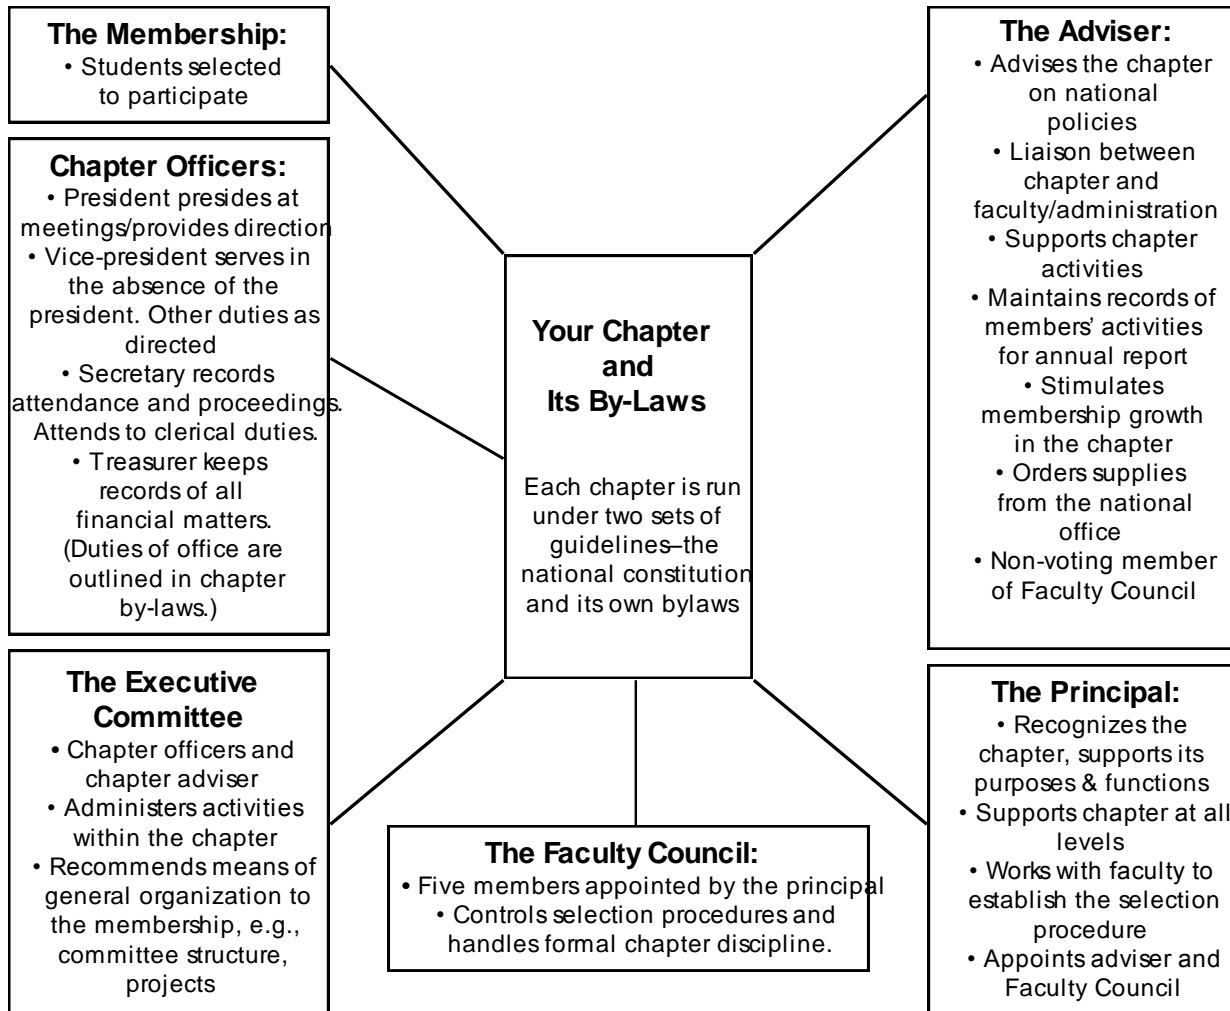 The Membership:
• Students selected
to participate
Chapter Officers:
• President presides at
meetings/provides direction
• Vice-president serves in
the absence of the
president. Other duties as
directed
• Secretary records
attendance and proceedings.
Attends to clerical duties.
• Treasurer keeps
records of all
financial matters.
(Duties of office are
outlined in chapter
by-laws.)
The Executive
Committee
• Chapter officers and
chapter adviser
• Administers activities
within the chapter
• Recommends means of
general organization to
the membership, e.g.,
committee structure,
projects
Your Chapter
and
Its By-Laws
Each chapter is run
under two sets of
guidelines–the
national constitution
and its own bylaws
The Faculty Council:
• Five members appointed by the principal
• Controls selection procedures and
handles formal chapter discipline.
The Adviser:
• Advises the chapter
on national
policies
• Liaison between
chapter and
faculty/administration
• Supports chapter
activities
• Maintains records of
members’ activities
for annual report
• Stimulates
membership growth
in the chapter
• Orders supplies
from the national
office
• Non-voting member
of Faculty Council
The Principal:
• Recognizes the
chapter, supports its
purposes & functions
• Supports chapter at all
levels
• Works with faculty to
establish the selection
procedure
• Appoints adviser and
Faculty Council